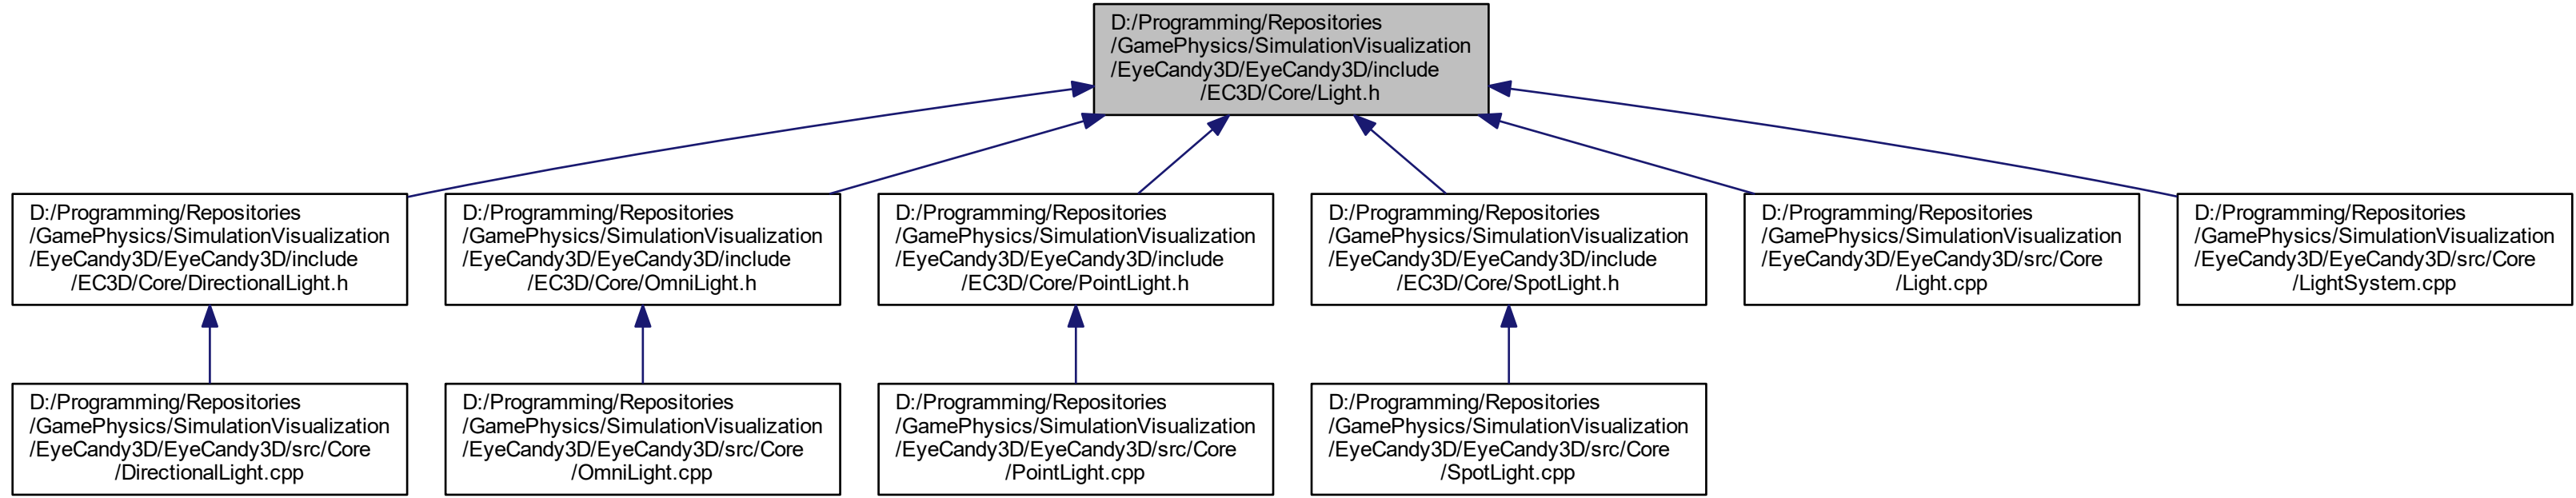 D:/Programming/Repositories
/GamePhysics/SimulationVisualization
/EyeCandy3D/EyeCandy3D/include
/EC3D/Core/Light.h
D:/Programming/Repositories
/GamePhysics/SimulationVisualization
/EyeCandy3D/EyeCandy3D/include
/EC3D/Core/DirectionalLight.h
D:/Programming/Repositories
/GamePhysics/SimulationVisualization
/EyeCandy3D/EyeCandy3D/include
/EC3D/Core/OmniLight.h
D:/Programming/Repositories
/GamePhysics/SimulationVisualization
/EyeCandy3D/EyeCandy3D/include
/EC3D/Core/PointLight.h
D:/Programming/Repositories
/GamePhysics/SimulationVisualization
/EyeCandy3D/EyeCandy3D/include
/EC3D/Core/SpotLight.h
D:/Programming/Repositories
/GamePhysics/SimulationVisualization
/EyeCandy3D/EyeCandy3D/src/Core
/Light.cpp
D:/Programming/Repositories
/GamePhysics/SimulationVisualization
/EyeCandy3D/EyeCandy3D/src/Core
/LightSystem.cpp
D:/Programming/Repositories
/GamePhysics/SimulationVisualization
/EyeCandy3D/EyeCandy3D/src/Core
/DirectionalLight.cpp
D:/Programming/Repositories
/GamePhysics/SimulationVisualization
/EyeCandy3D/EyeCandy3D/src/Core
/OmniLight.cpp
D:/Programming/Repositories
/GamePhysics/SimulationVisualization
/EyeCandy3D/EyeCandy3D/src/Core
/PointLight.cpp
D:/Programming/Repositories
/GamePhysics/SimulationVisualization
/EyeCandy3D/EyeCandy3D/src/Core
/SpotLight.cpp